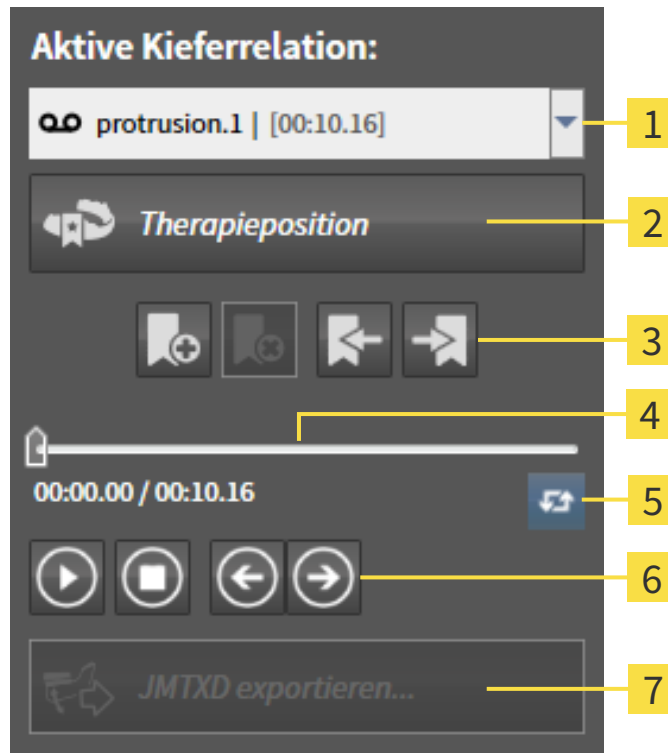 Aktive Kieferrelation:
protrusion.1 | [00:10.16]
1
Therapieposition
2
3
4
00:00.00 / 00:10.16
5
6
JMTXD exportieren...
7